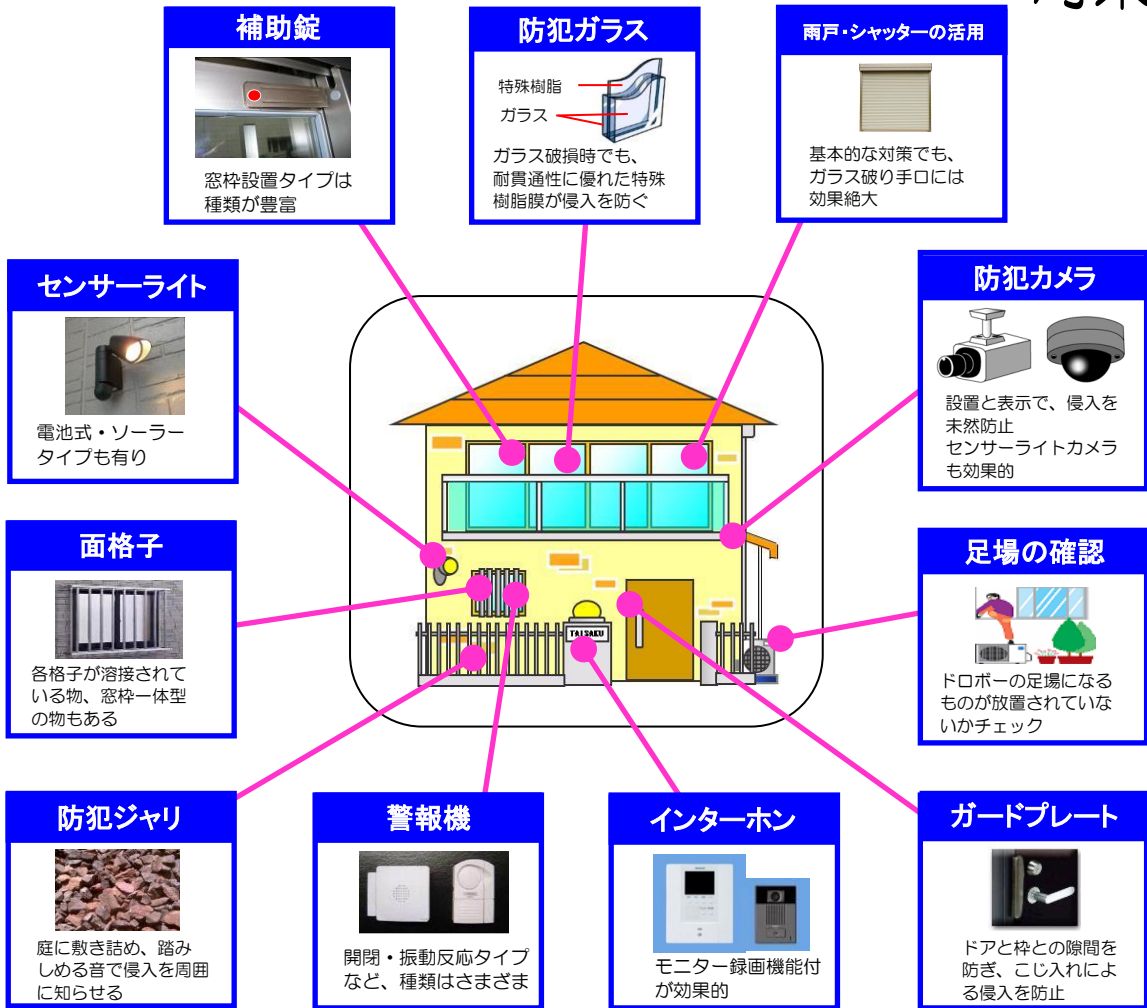 補助錠
窓枠設置タイプは
種類が豊富
防犯ガラス
特殊樹脂
ガラス
ガラス破損時でも、
耐貫通性に優れた特殊
樹脂膜が侵入を防ぐ
雨戸・シャッターの活用
基本的な対策でも、
ガラス破り手口には
効果絶大
センサーライト
電池式・ソーラー
タイプも有り
防犯カメラ
設置と表示で、侵入を
未然防止
センサーライトカメラ
も効果的
面格子
各格子が溶接されて
いる物、窓枠一体型
の物もある
TAISAKU
足場の確認
ドロボーの足場になる
ものが放置されていな
いかチェック
防犯ジャリ
庭に敷き詰め、踏み
しめる音で侵入を周囲
に知らせる
警報機
開閉・振動反応タイプ
など、種類はさまざま
インターホン
モニター録画機能付
が効果的
ガードプレート
ドアと枠との隙間を
防ぎ、こじ入れによ
る侵入を防止